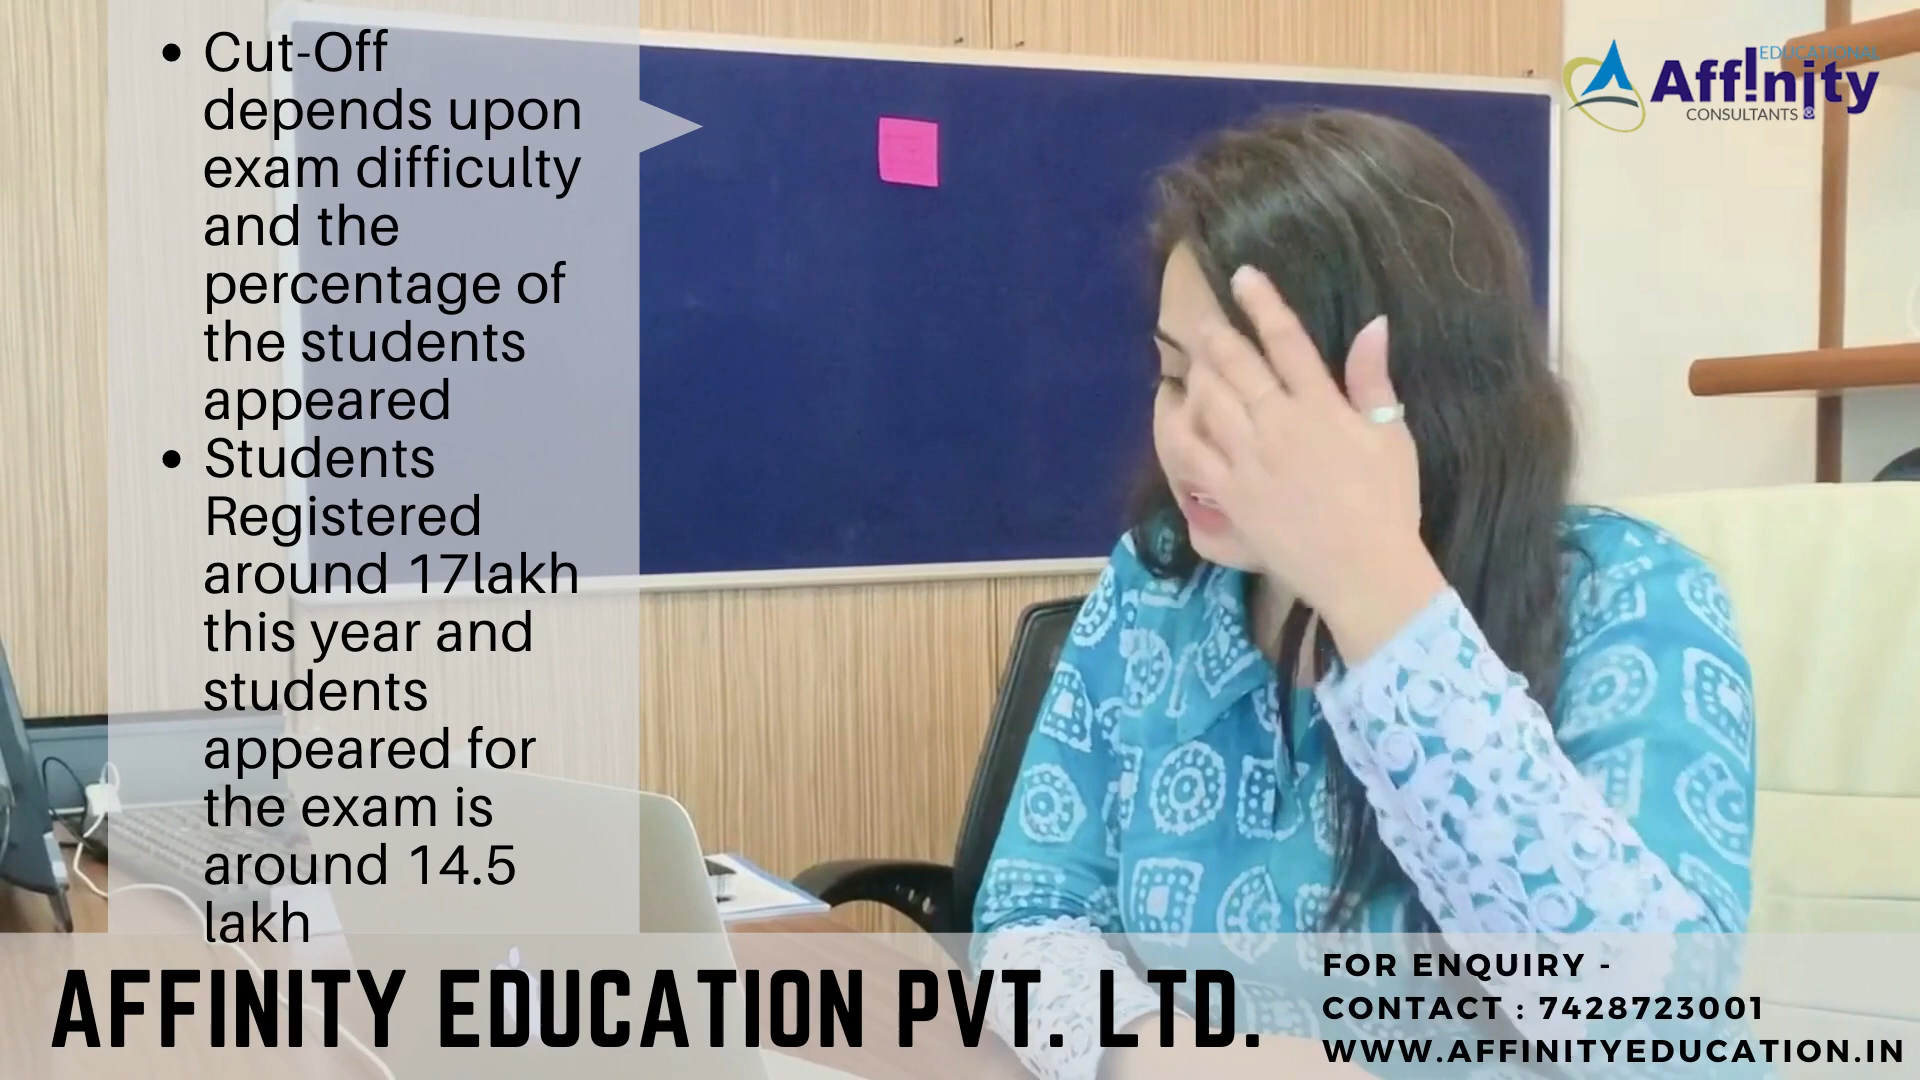 • Cut-Off
depends upon
exam difficulty
and the
percentage of
the students
appeared
• Students
Registered
around 17lakh
this year and
students
appeared for
the exam is
around 14.5
lakh
EDUCATIONAL
Aff!nity
CONSULTANTS
AFFINITY EDUCATION PVT. LTD.
FOR ENQUIRY -
CONTACT : 7428723001
WWW.AFFINITYEDUCATION.IN